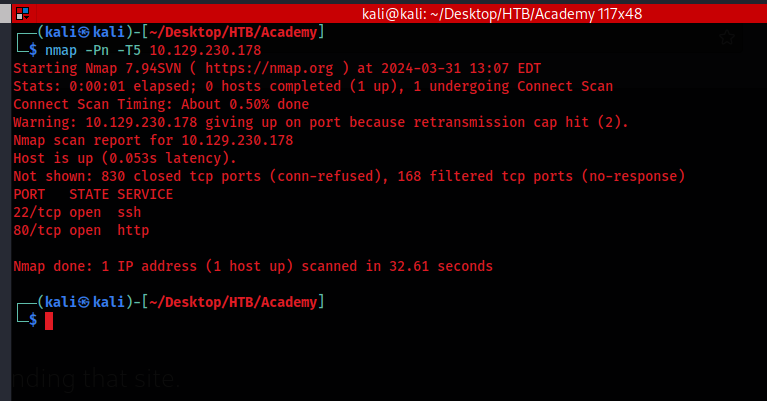 kali@kali: ~/Desktop/HTB/Academy 117x48
┌──(kali㉿kali)-[~/Desktop/HTB/Academy]
└─$ nmap -Pn -T5 10.129.230.178
Starting Nmap 7.94SVN ( https://nmap.org ) at 2024-03-31 13:07 EDT
Stats: 0:00:01 elapsed; 0 hosts completed (1 up), 1 undergoing Connect Scan
Connect Scan Timing: About 0.50% done
Warning: 10.129.230.178 giving up on port because retransmission cap hit (2).
Nmap scan report for 10.129.230.178
Host is up (0.053s latency).
Not shown: 830 closed tcp ports (conn-refused), 168 filtered tcp ports (no-response)
PORT   STATE SERVICE
22/tcp open  ssh
80/tcp open  http
Nmap done: 1 IP address (1 host up) scanned in 32.61 seconds
┌──(kali㉿kali)-[~/Desktop/HTB/Academy]
└─$
nding that site.